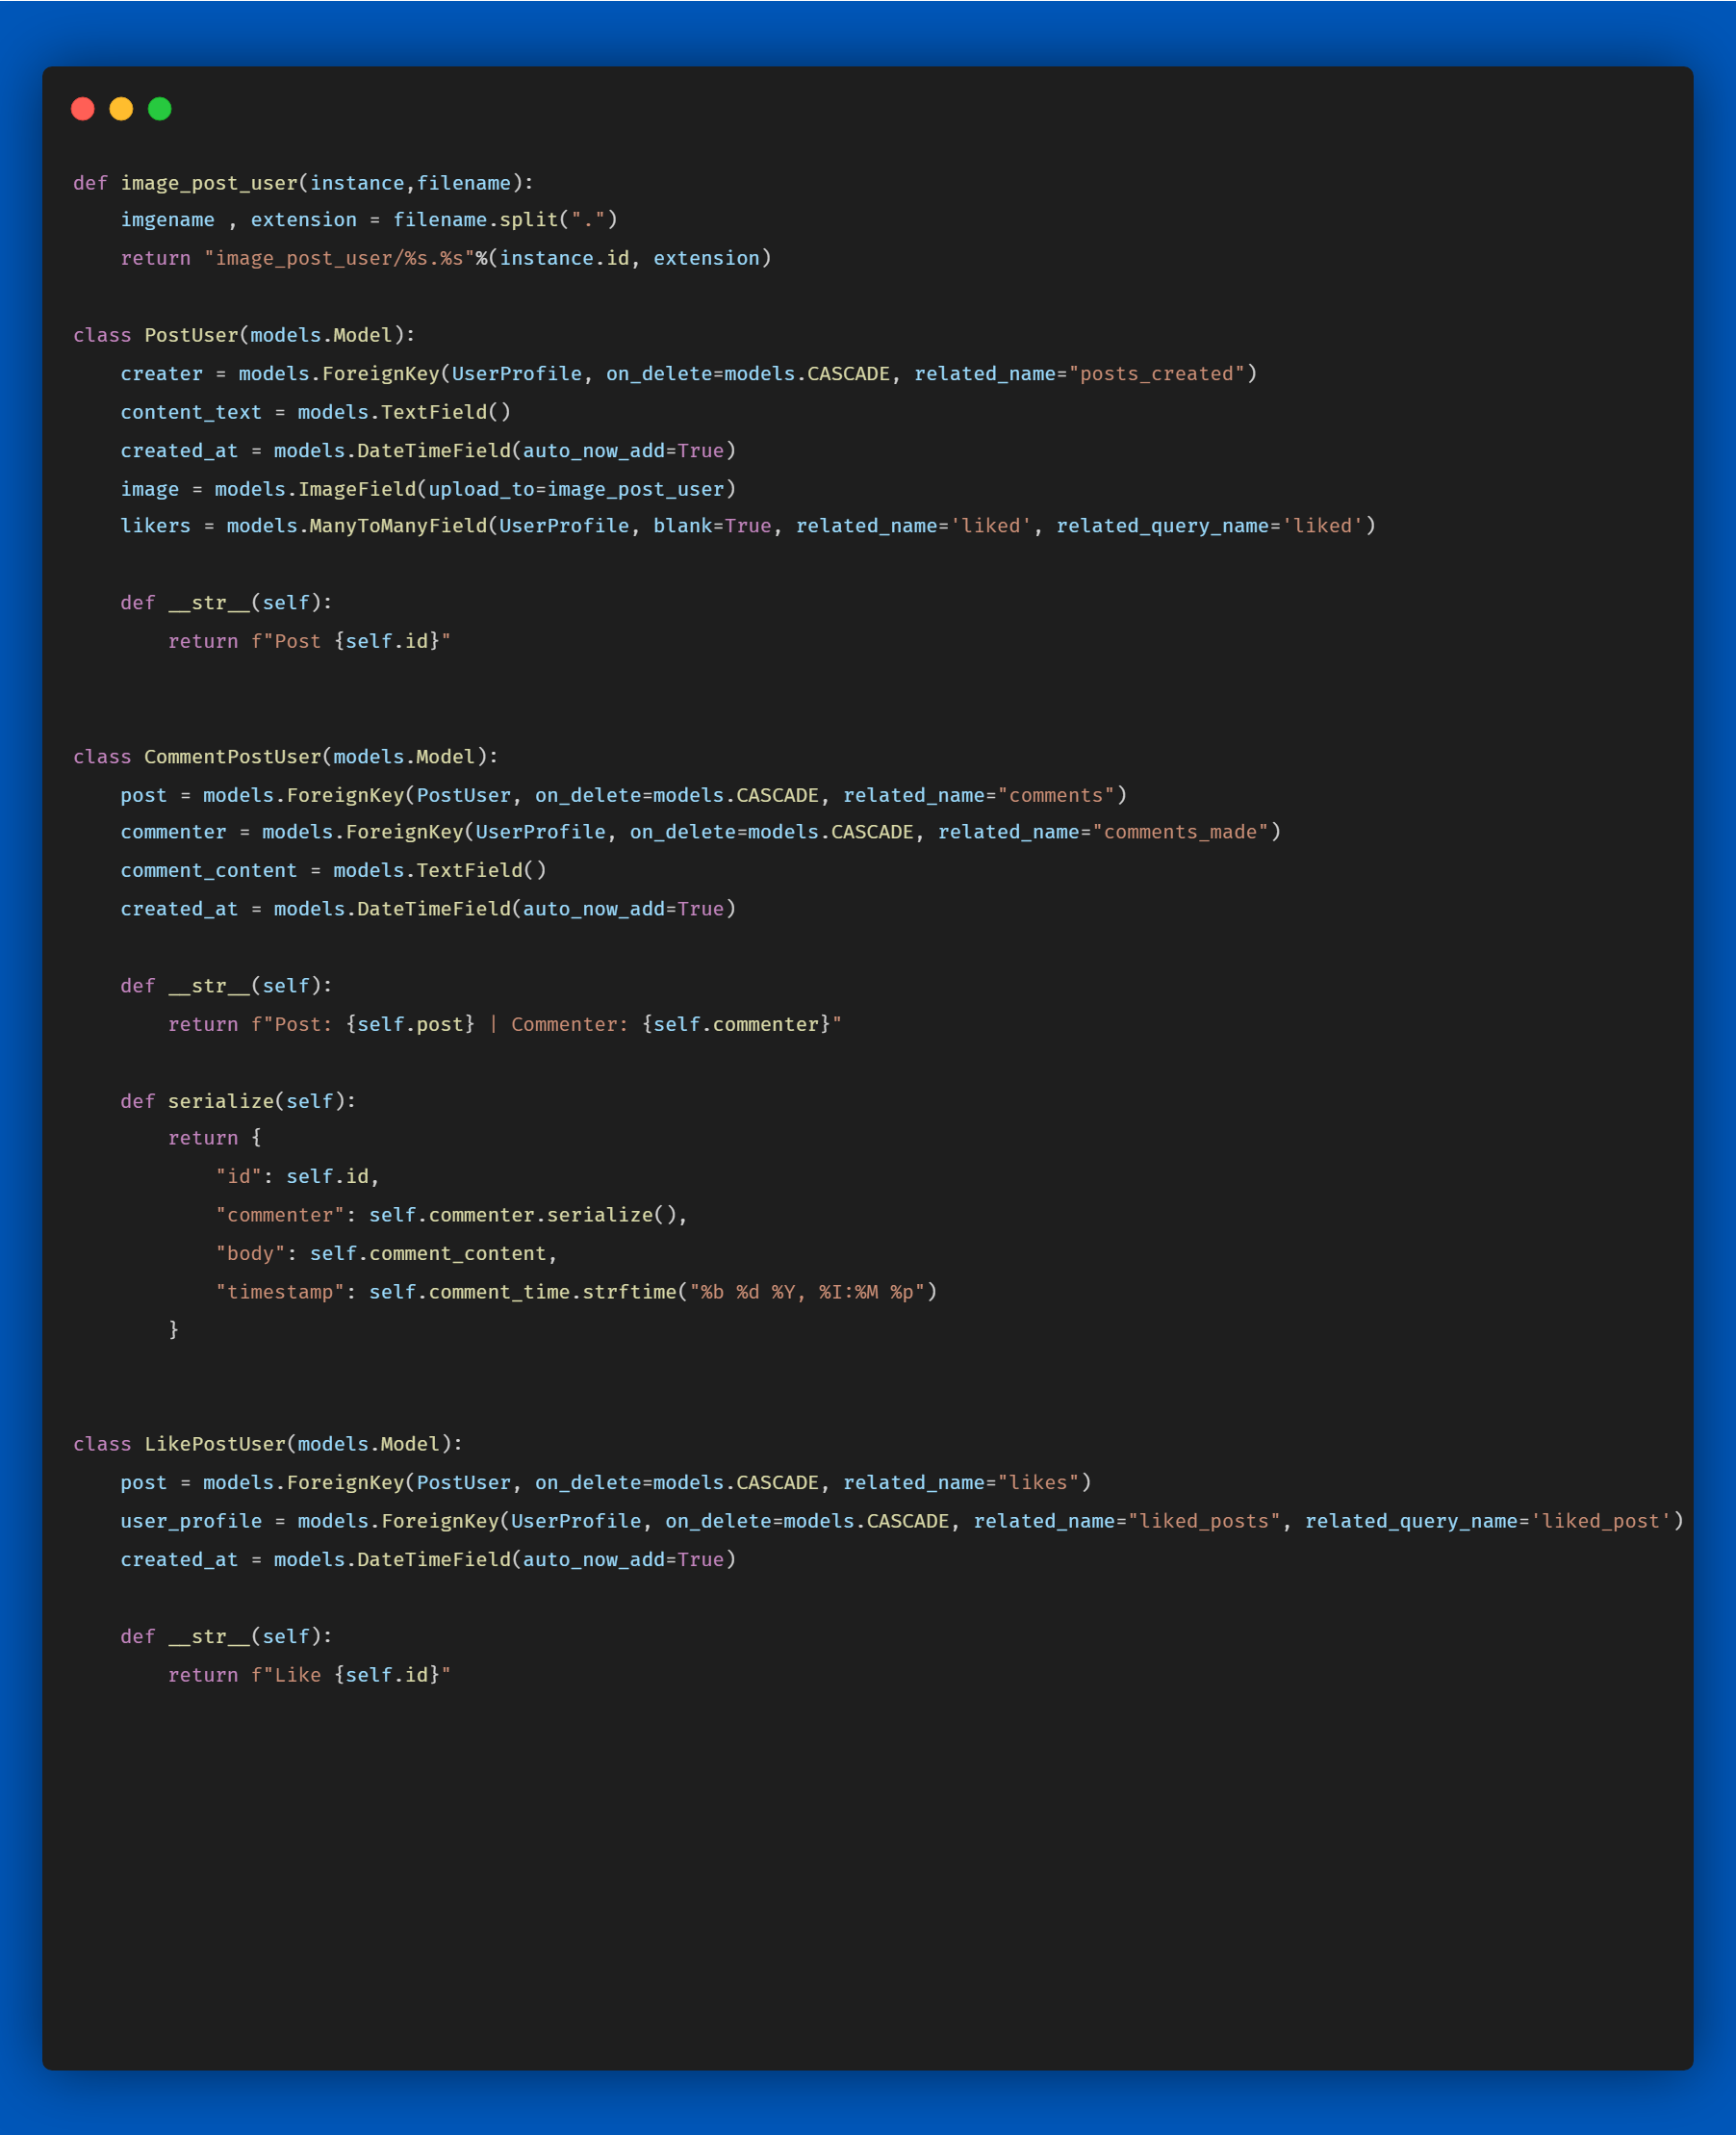 def image_post_user(instance,filename):
    imgename , extension = filename.split(".")
    return "image_post_user/%s.%s"%(instance.id, extension)
class PostUser(models.Model):
    creater = models.ForeignKey(UserProfile, on_delete=models.CASCADE, related_name="posts_created")
    content_text = models.TextField()
    created_at = models.DateTimeField(auto_now_add=True)
    image = models.ImageField(upload_to=image_post_user)
    likers = models.ManyToManyField(UserProfile, blank=True, related_name='liked', related_query_name='liked')
    def __str__(self):
        return f"Post {self.id}"
class CommentPostUser(models.Model):
    post = models.ForeignKey(PostUser, on_delete=models.CASCADE, related_name="comments")
    commenter = models.ForeignKey(UserProfile, on_delete=models.CASCADE, related_name="comments_made")
    comment_content = models.TextField()
    created_at = models.DateTimeField(auto_now_add=True)
    def __str__(self):
        return f"Post: {self.post} | Commenter: {self.commenter}"
    def serialize(self):
        return {
            "id": self.id,
            "commenter": self.commenter.serialize(),
            "body": self.comment_content,
            "timestamp": self.comment_time.strftime("%b %d %Y, %I:%M %p")
        }
class LikePostUser(models.Model):
    post = models.ForeignKey(PostUser, on_delete=models.CASCADE, related_name="likes")
    user_profile = models.ForeignKey(UserProfile, on_delete=models.CASCADE, related_name="liked_posts", related_query_name='liked_post')
    created_at = models.DateTimeField(auto_now_add=True)
    def __str__(self):
        return f"Like {self.id}"